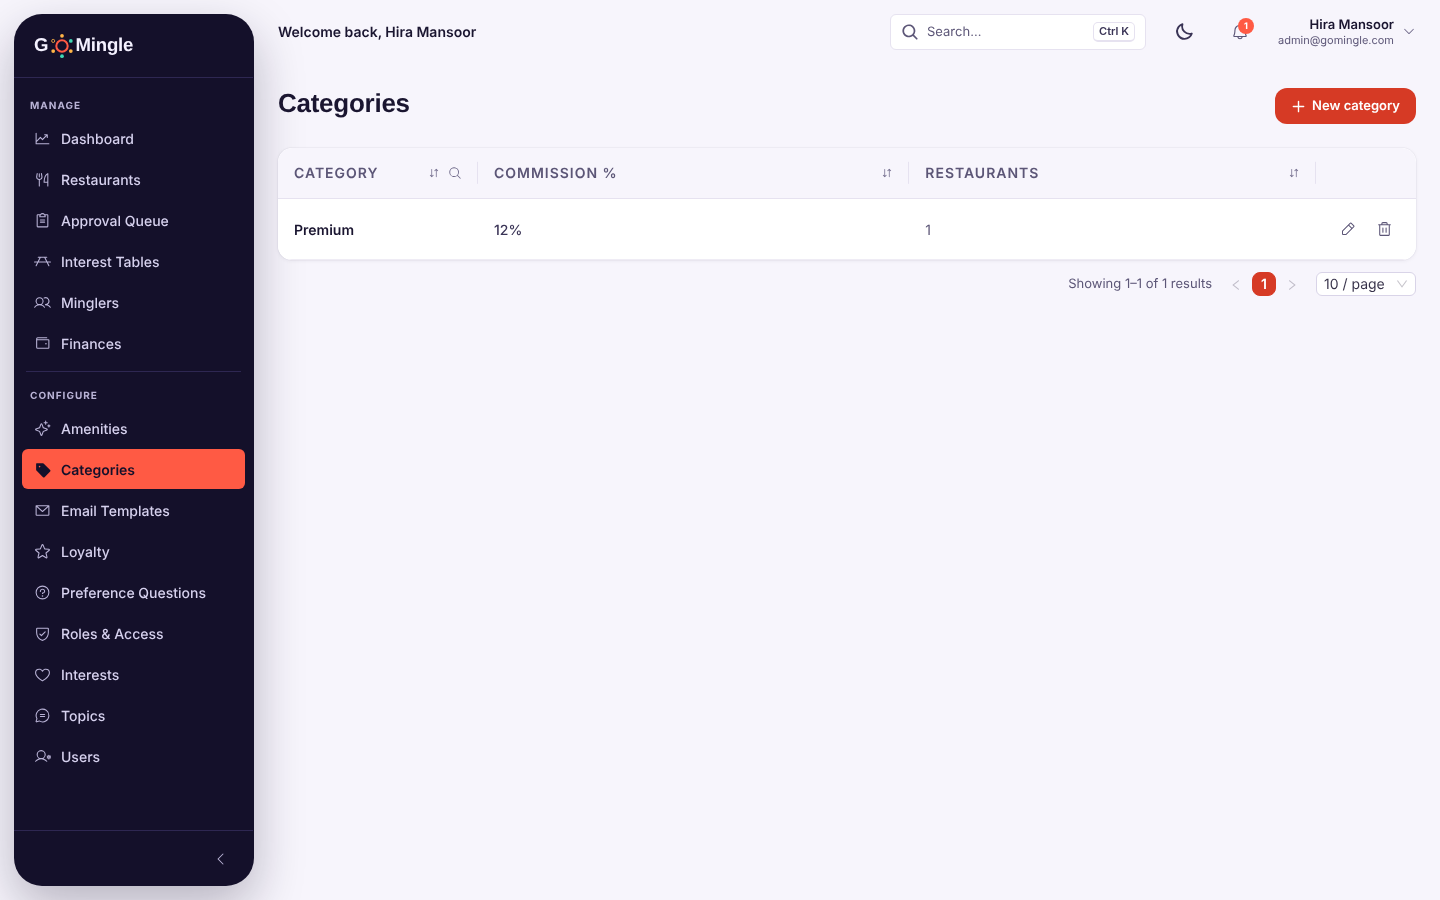 G Mingle
MANAGE
Dashboard
Restaurants
Approval Queue
Interest Tables
Minglers
Finances
CONFIGURE
Amenities
Categories
Email Templates
Loyalty
Preference Questions
Roles & Access
Interests
Topics
Users
Welcome back, Hira Mansoor
Search...
Ctrl K
1
Hira Mansoor
admin@gomingle.com
Categories
New category
CATEGORY COMMISSION % RESTAURANTS
Premium 12% 1
Showing 1–1 of 1 results 1 10 / page